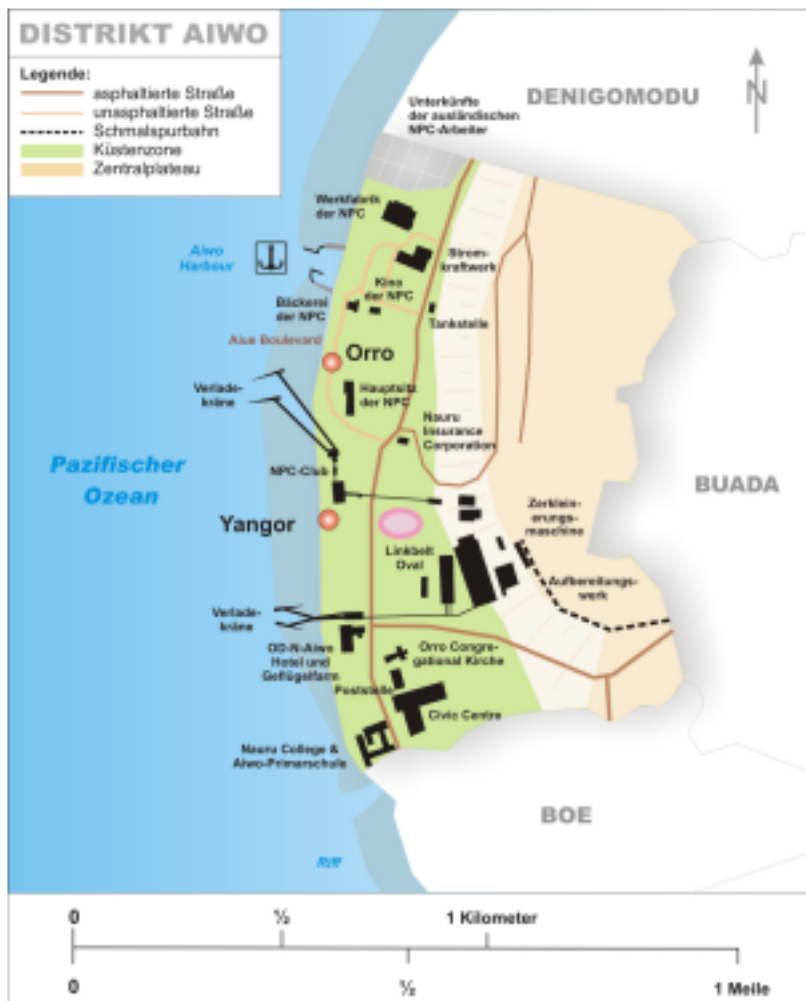 DISTRIKT AIWO
Legende:
asphaltierte Straße
unasphaltierte Straße
Schmalspurbahn
Küstenzone
Zentralplateau
Unterkünfte
der ausländischen
NPC-Arbeiter
DENIGOMODU
N
Werkfabrik
der NPC
Aiwo
Harbour
Strom-
kraftwerk
Kino
der NPC
Bäckerei
der NPC
Tankstelle
Aiue Boulevard
Orro
Verlade-
kräne
Hauptsitz
der NPC
Nauru
Insurance
Corporation
NPC-Club
Pazifischer
Ozean
BUADA
Zerklein-
erungs-
maschine
Yangor
Linkbelt
Oval
Aufbereitungs-
werk
Verlade-
kräne
OD-N-Aiwo
Hotel und
Geflügelfarm
Orro Congre-
gational Kirche
Poststelle
Civic Centre
Nauru College &
Aiwo-Primarschule
BOE
Riff
0 ½ 1 Kilometer
0 ½ 1 Meile